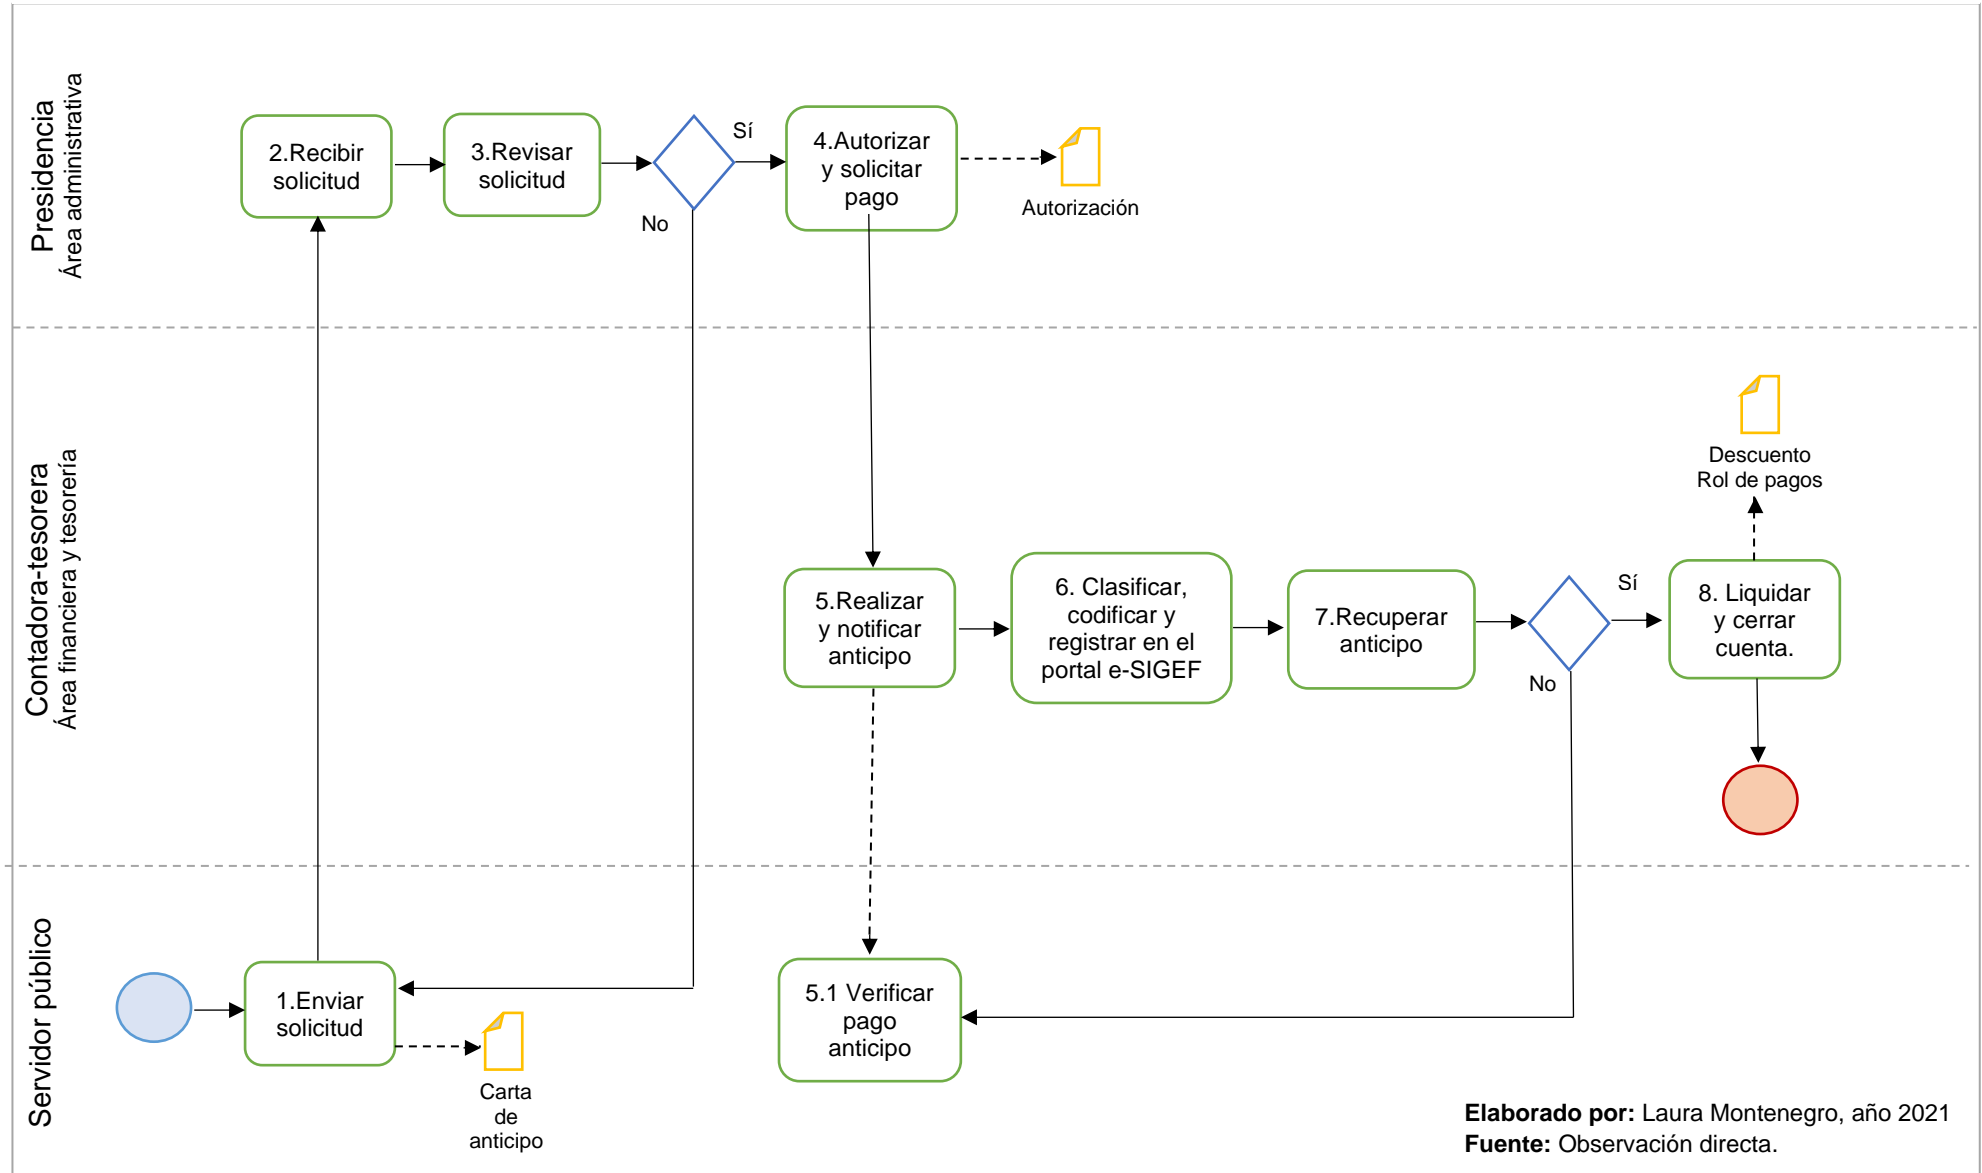 Presidencia
Área administrativa
2.Recibir
solicitud
3.Revisar
solicitud
Sí
No
4.Autorizar
y solicitar
pago
Autorización
Contadora-tesorera
Área financiera y tesorería
5.Realizar
y notificar
anticipo
6. Clasificar,
codificar y
registrar en el
portal e-SIGEF
7.Recuperar
anticipo
Sí
No
8. Liquidar
y cerrar
cuenta.
Descuento
Rol de pagos
Servidor público
1.Enviar
solicitud
Carta
de
anticipo
5.1 Verificar
pago
anticipo
Elaborado por: Laura Montenegro, año 2021
Fuente: Observación directa.